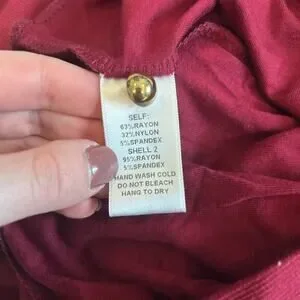 SELF:
63%RAYON
32%NYLON
5%SPANDEX
SHELL 2
95%RAYON
5%SPANDEX
HAND WASH COLD
DO NOT BLEACH
HANG TO DRY